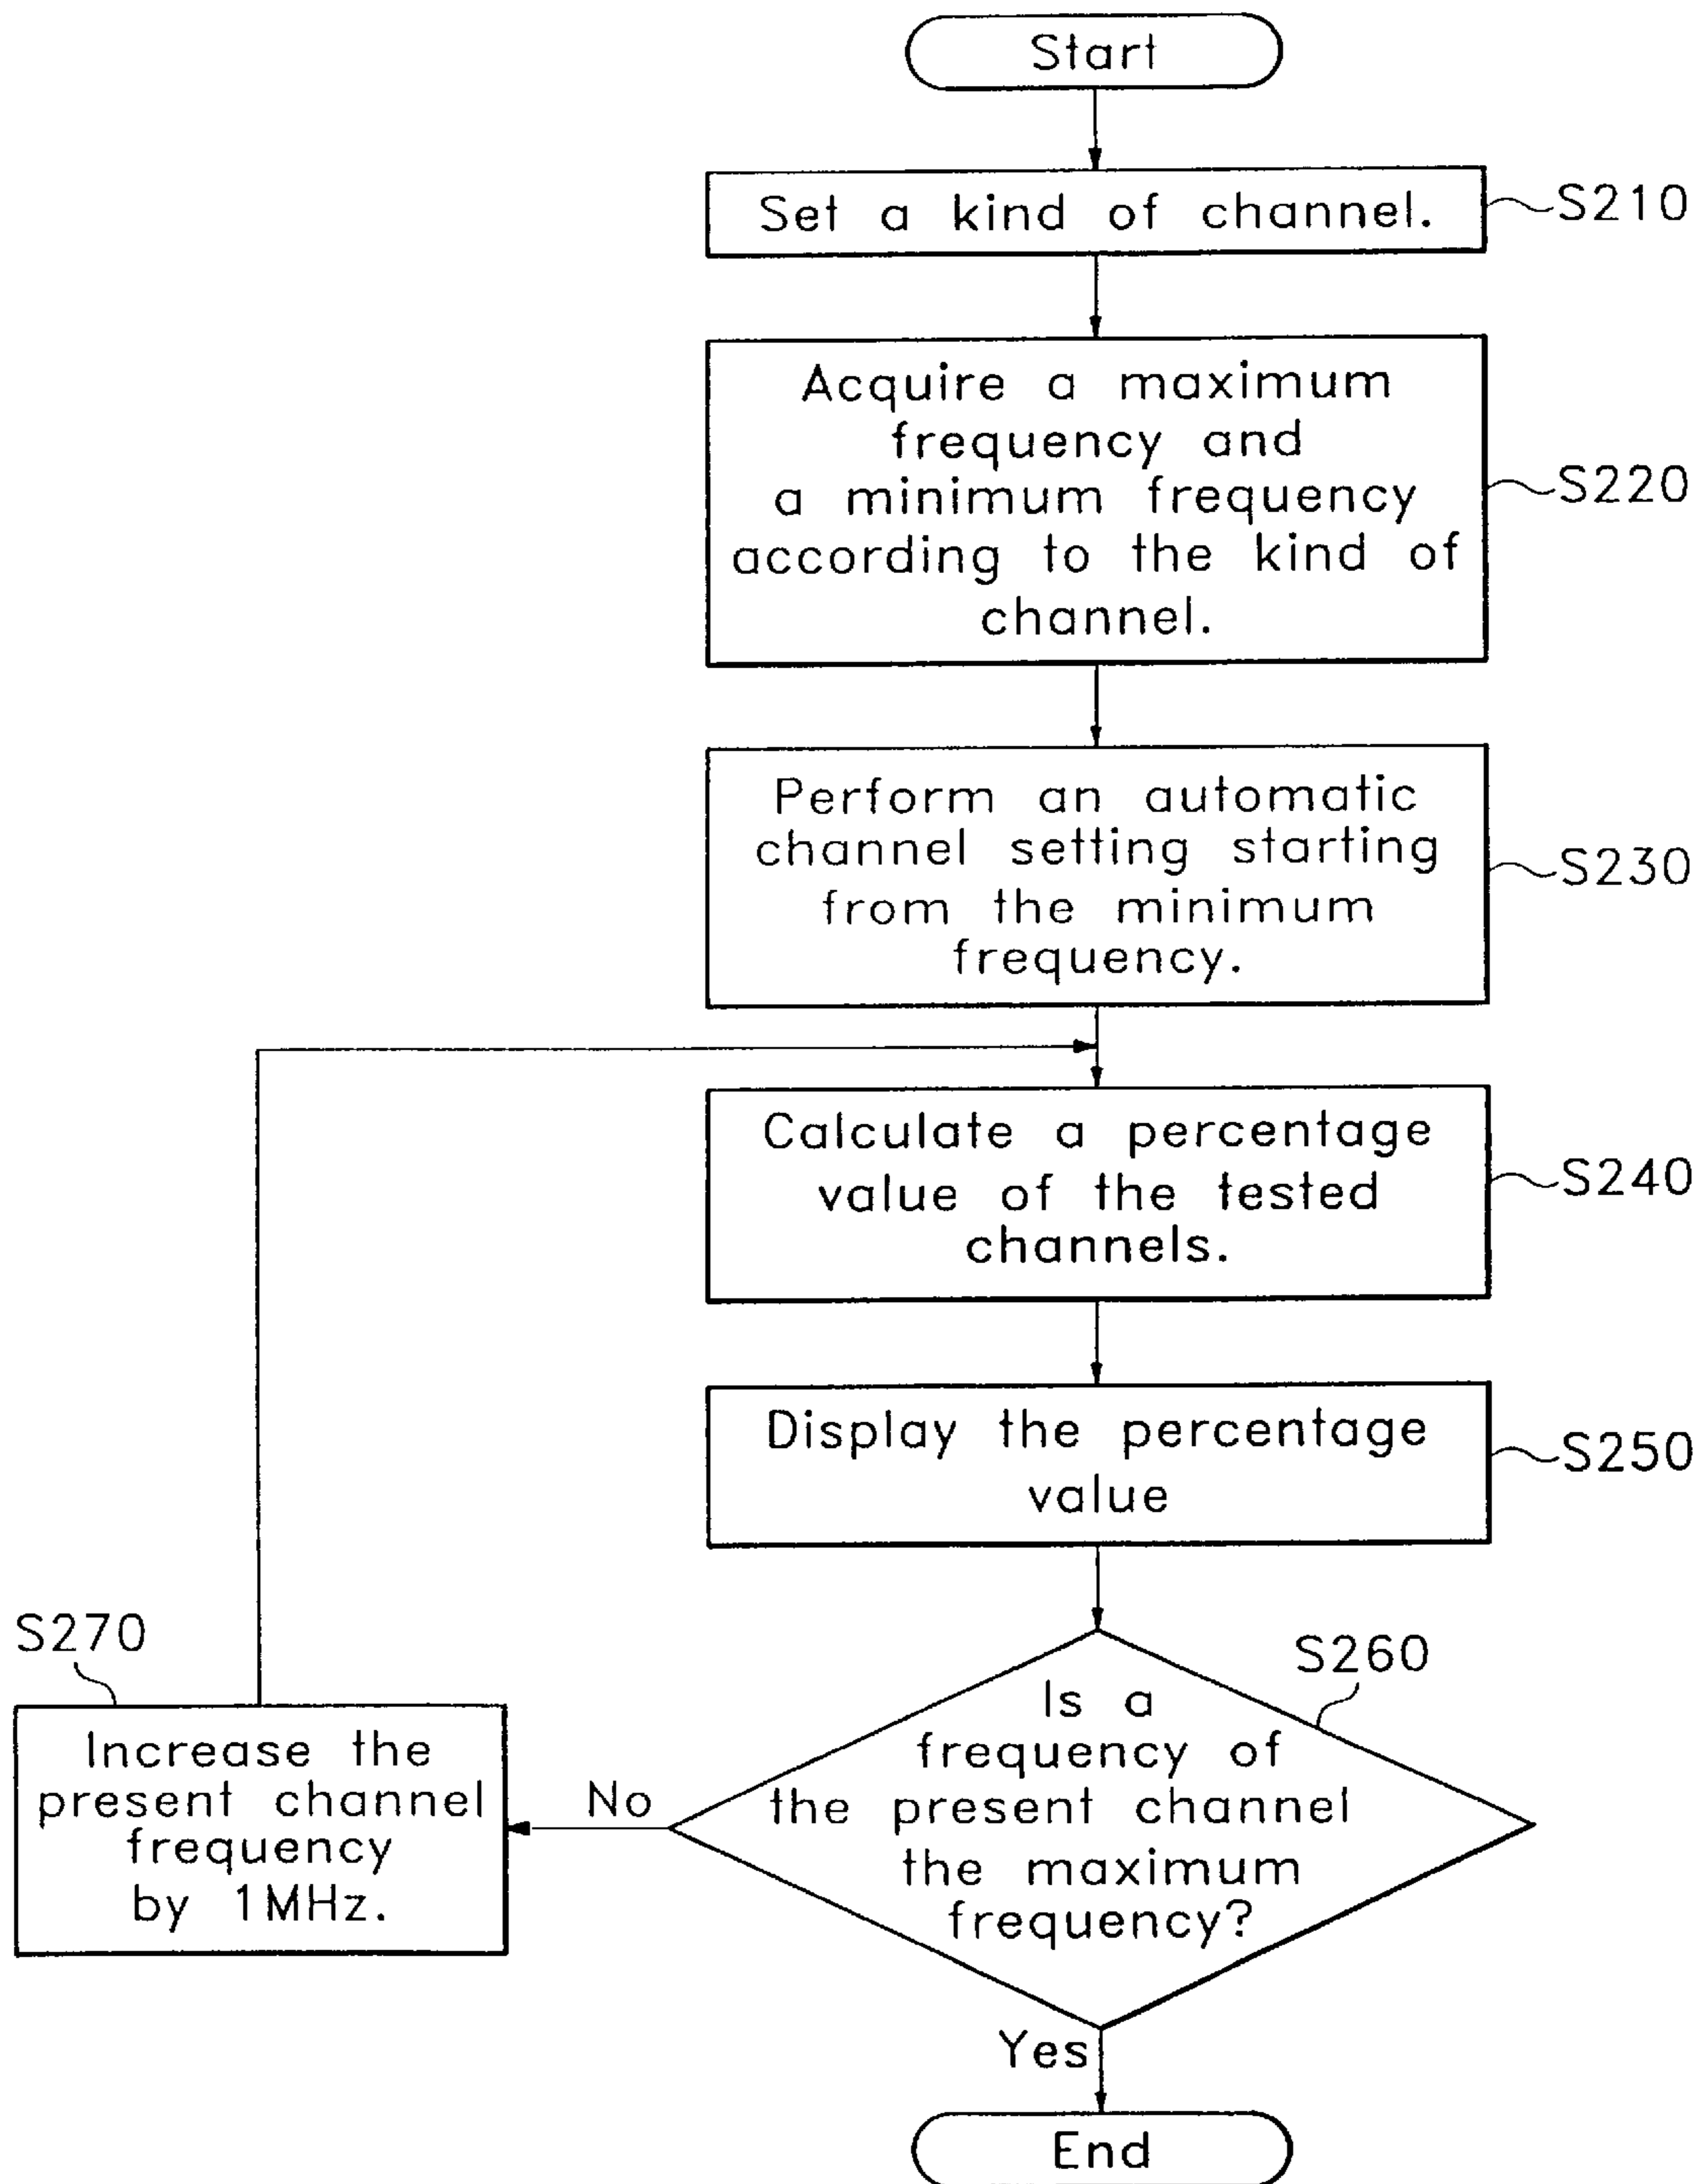 Start
Set a kind of channel.
S210
Acquire a maximum
frequency and
a minimum frequency
according to the kind of
channel.
S220
Perform an automatic
channel setting starting
from the minimum
frequency.
S230
Calculate a percentage
value of the tested
channels.
S240
Display the percentage
value
S250
S260
Is a
frequency of
the present channel
the maximum
frequency?
No
S270
Increase the
present channel
frequency
by 1MHz.
Yes
End